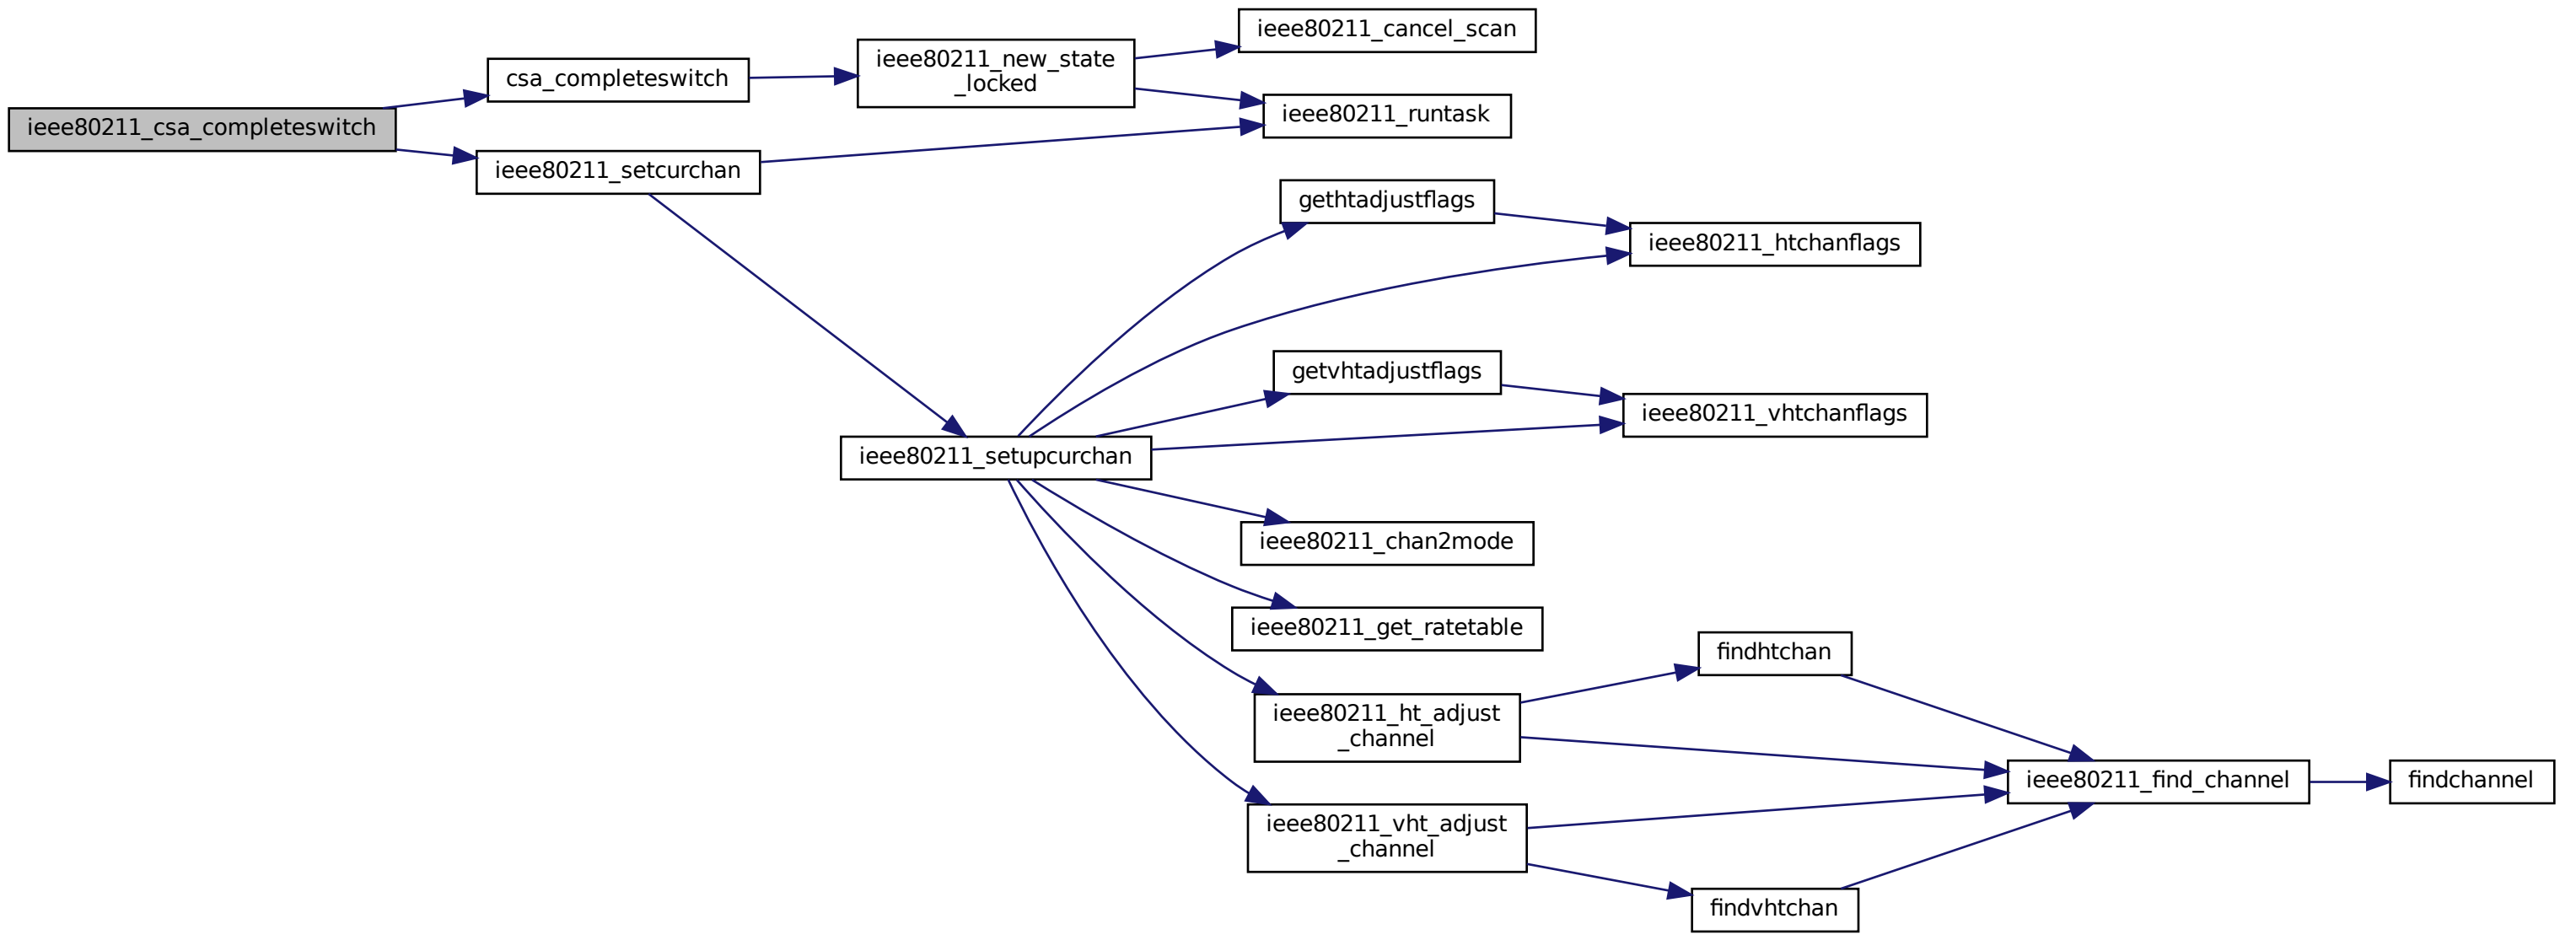 ieee80211_cancel_scan
ieee80211_new_state
_locked
csa_completeswitch
ieee80211_runtask
ieee80211_csa_completeswitch
ieee80211_setcurchan
gethtadjustflags
ieee80211_htchanflags
getvhtadjustflags
ieee80211_vhtchanflags
ieee80211_setupcurchan
ieee80211_chan2mode
ieee80211_get_ratetable
findhtchan
ieee80211_ht_adjust
_channel
ieee80211_find_channel
findchannel
ieee80211_vht_adjust
_channel
findvhtchan